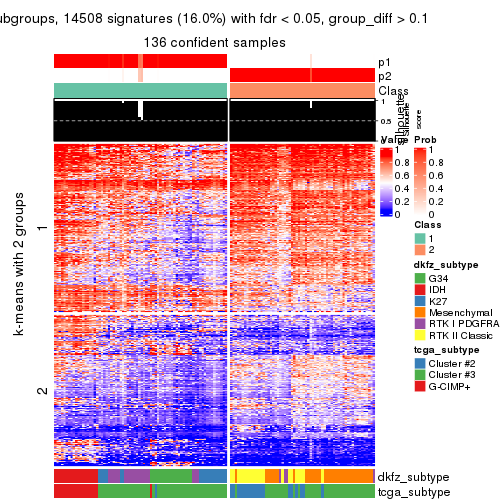 ubgroups, 14508 signatures (16.0%) with fdr < 0.05, group_diff > 0.1
136 confident samples
p1
p2
Class
1
0.5
silhouette
score
Value
1
0.8
0.6
0.4
0.2
0
Prob
1
0.8
0.6
0.4
0.2
0
Class
1
2
dkfz_subtype
G34
IDH
K27
Mesenchymal
RTK I PDGFRA
RTK II Classic
tcga_subtype
Cluster #2
Cluster #3
G-CIMP+
k-means with 2 groups
1
2
dkfz_subtype
tcga_subtype